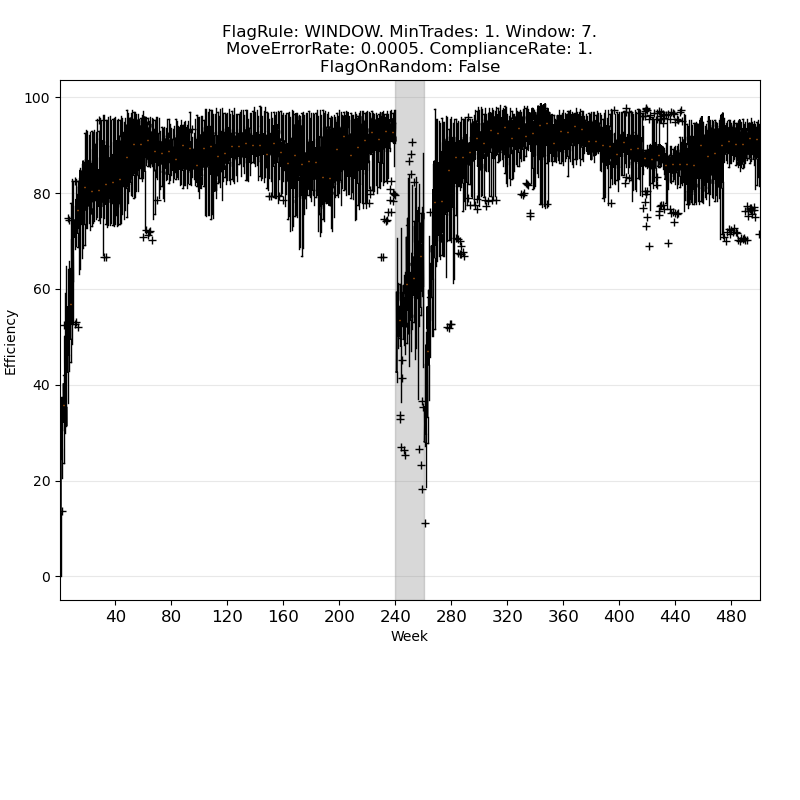 FlagRule: WINDOW. MinTrades: 1. Window: 7.
MoveErrorRate: 0.0005. ComplianceRate: 1.
FlagOnRandom: False
100
80
60
40
20
0
Efficiency
40 80 120 160 200 240 280 320 360 400 440 480
Week